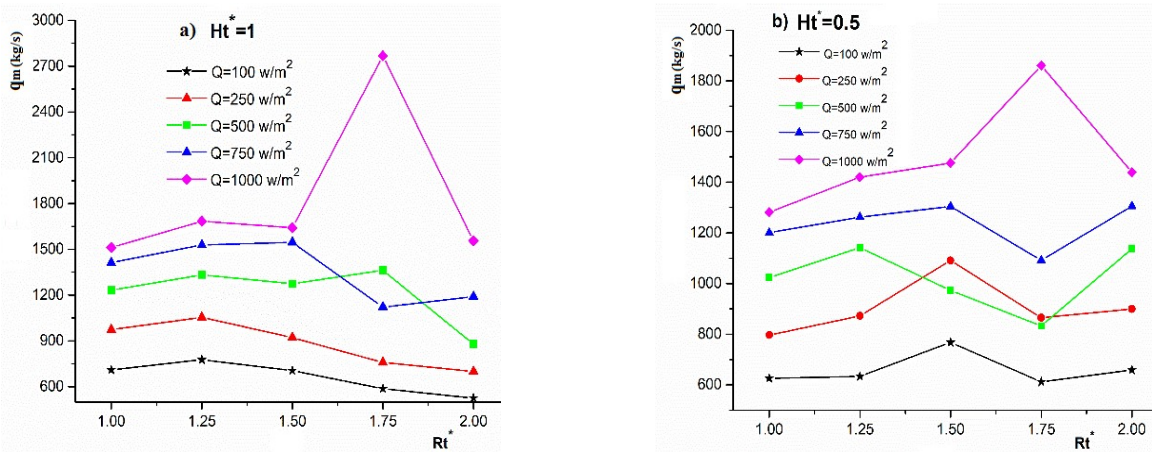 a) Ht*=1
qm (kg/s)
3000
2700
2400
2100
1800
1500
1200
900
600
Q=100 w/m²
Q=250 w/m²
Q=500 w/m²
Q=750 w/m²
Q=1000 w/m²
1.00 1.25 1.50 1.75 2.00
Rt*
b) Ht*=0.5
qm (kg/s)
2000
1800
1600
1400
1200
1000
800
600
Q=100 w/m²
Q=250 w/m²
Q=500 w/m²
Q=750 w/m²
Q=1000 w/m²
1.00 1.25 1.50 1.75 2.00
Rt*